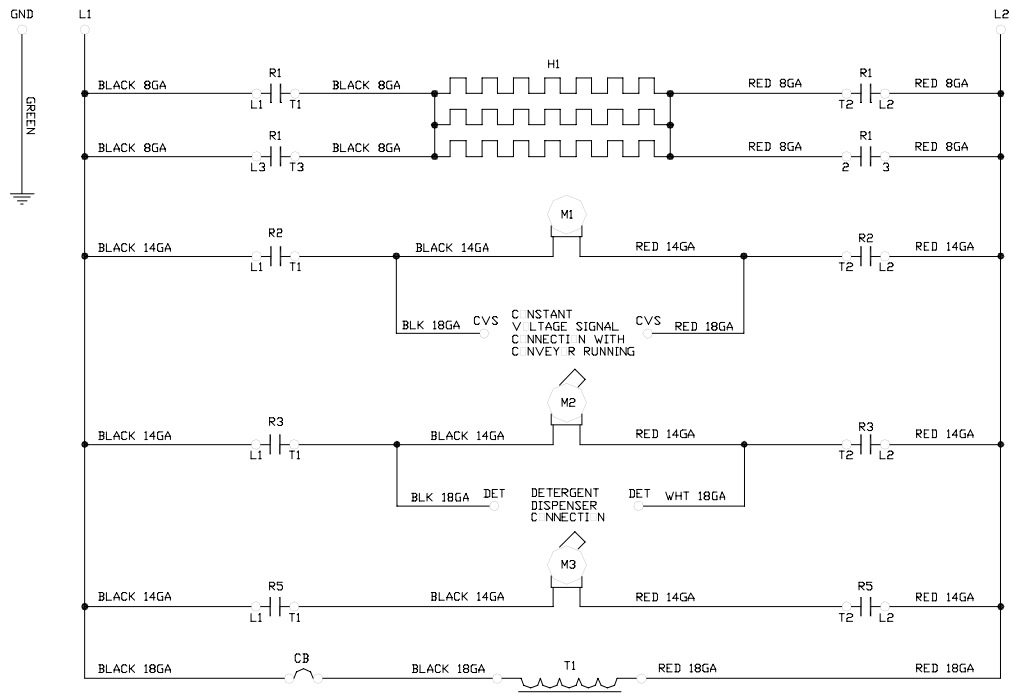 GND
L1
L2
H1
BLACK 8GA
R1
BLACK 8GA
RED 8GA
R1
RED 8GA
L1
T1
T2
L2
GREEN
BLACK 8GA
R1
BLACK 8GA
RED 8GA
R1
RED 8GA
L3
T3
2
3
M1
BLACK 14GA
R2
BLACK 14GA
RED 14GA
R2
RED 14GA
L1
T1
T2
L2
BLK 18GA
CVS
CONSTANT
VOLTAGE SIGNAL
CONNECTION WITH
CONVEYOR RUNNING
CVS
RED 18GA
M2
BLACK 14GA
R3
BLACK 14GA
RED 14GA
R3
RED 14GA
L1
T1
T2
L2
BLK 18GA
DET
DETERGENT
DISPENSER
CONNECTION
DET
WHT 18GA
M3
BLACK 14GA
R5
BLACK 14GA
RED 14GA
R5
RED 14GA
L1
T1
T2
L2
BLACK 18GA
CB
BLACK 18GA
T1
RED 18GA
RED 18GA